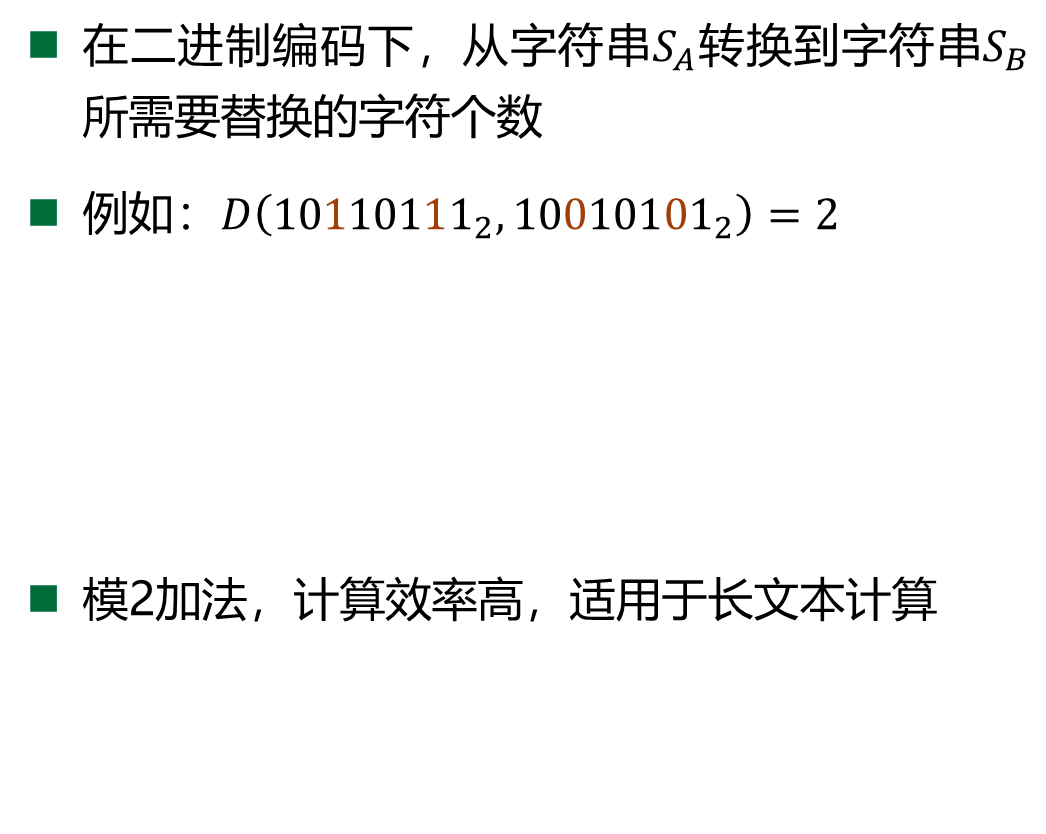 在二进制编码下，从字符串S_A转换到字符串S_B
所需要替换的字符个数
例如：D(10110111₂, 10010101₂) = 2
模2加法，计算效率高，适用于长文本计算